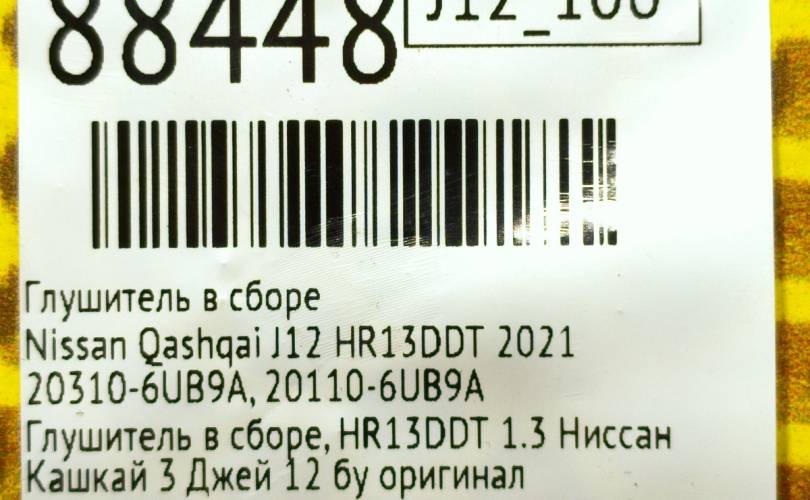 88448
J12_100
Глушитель в сборе
Nissan Qashqai J12 HR13DDT 2021
20310-6UB9A, 20110-6UB9A
Глушитель в сборе, HR13DDT 1.3 Ниссан
Кашкай 3 Джей 12 бу оригинал